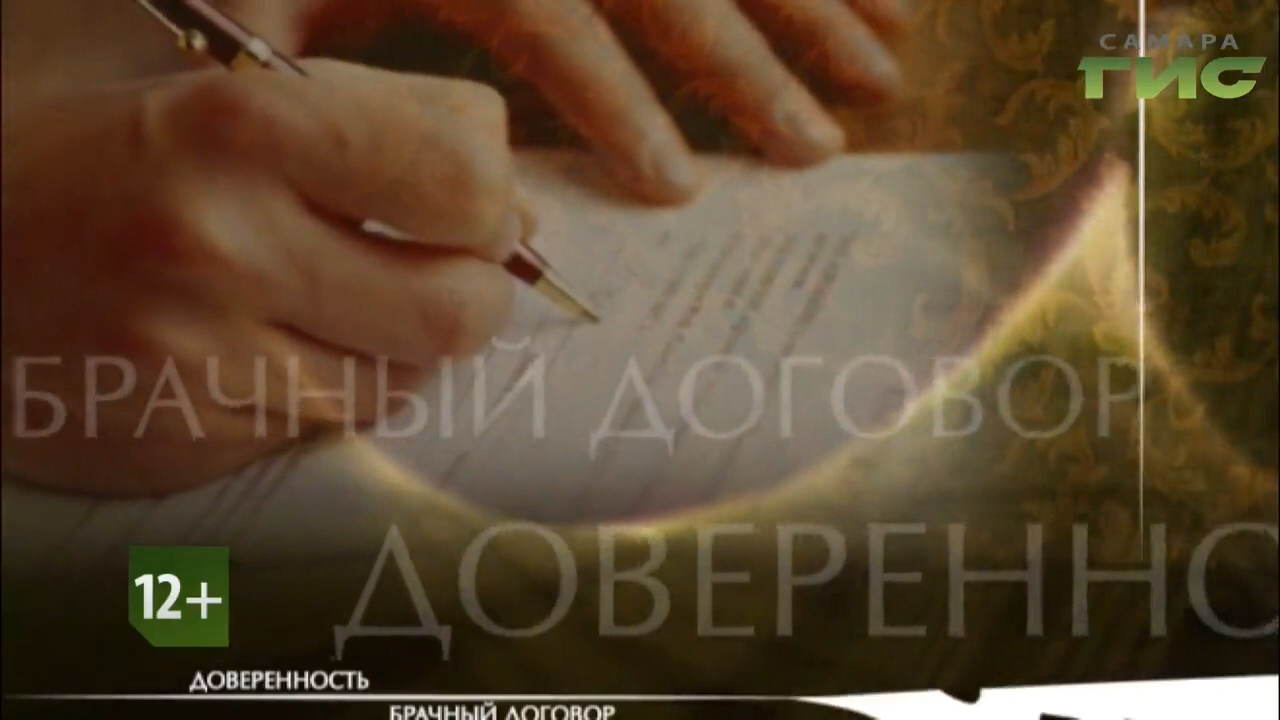 САМАРА
ГИС
БРАЧНЫЙ ДОГОВОР
ДОВЕРЕННО
12+
ДОВЕРЕННОСТЬ
БРАЧНЫЙ ДОГОВОР